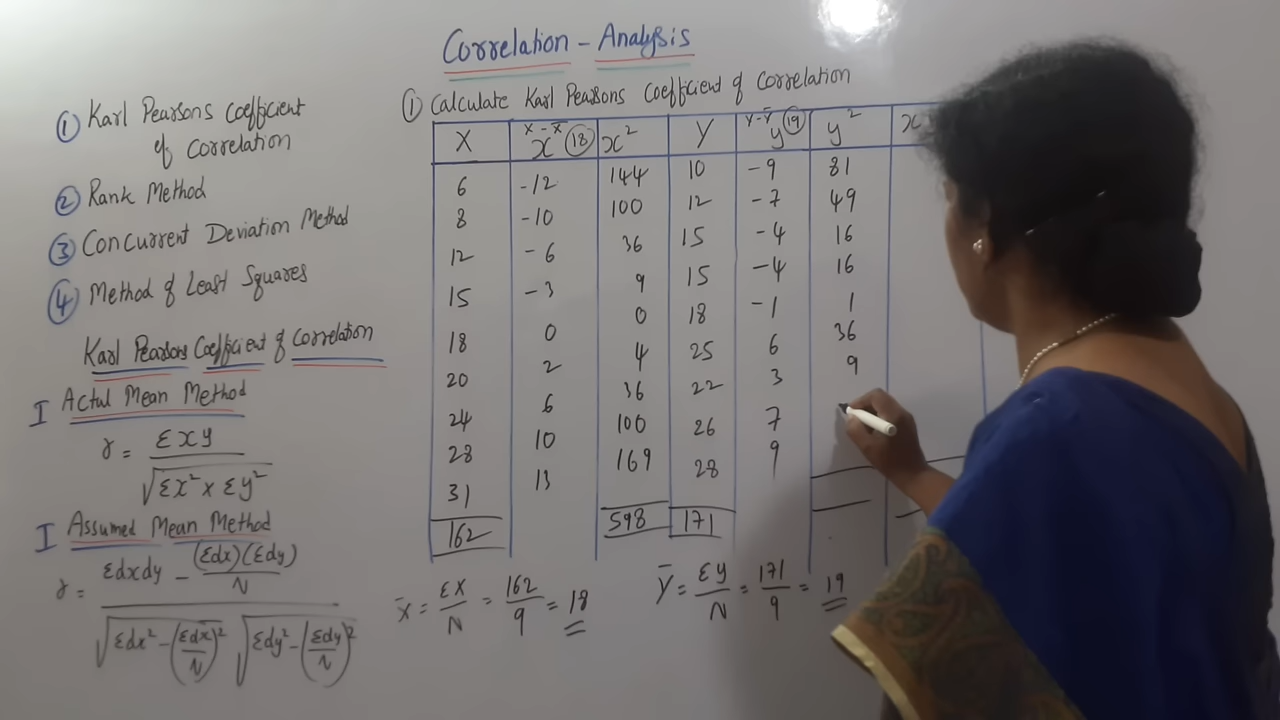 Correlation - Analysis
① Karl Pearsons Coefficient
of Correlation
② Rank Method
③ Concurrent Deviation Method
④ Method of Least Squares
Karl Pearsons Coefficient of Correlation
I Actul Mean Method
r = Σxy / √Σx² × Σy²
I Assumed Mean Method
r = Σdxdy - (Σdx)(Σdy)/N / √Σdx² - (Σdx/N)² √Σdy² - (Σdy/N)²
① Calculate Karl Pearsons Coefficient of Correlation
X | X - X̄ x (18) | x² | Y | Y - Ȳ y (19) | y² | x
6 | -12 | 144 | 10 | -9 | 81
8 | -10 | 100 | 12 | -7 | 49
12 | -6 | 36 | 15 | -4 | 16
15 | -3 | 9 | 15 | -4 | 16
18 | 0 | 0 | 18 | -1 | 1
20 | 2 | 4 | 25 | 6 | 36
24 | 6 | 36 | 22 | 3 | 9
28 | 10 | 100 | 26 | 7
31 | 13 | 169 | 28 | 9
162 | 598 | 171
X̄ = ΣX/N = 162/9 = 18
Ȳ = Σy/N = 171/9 = 19